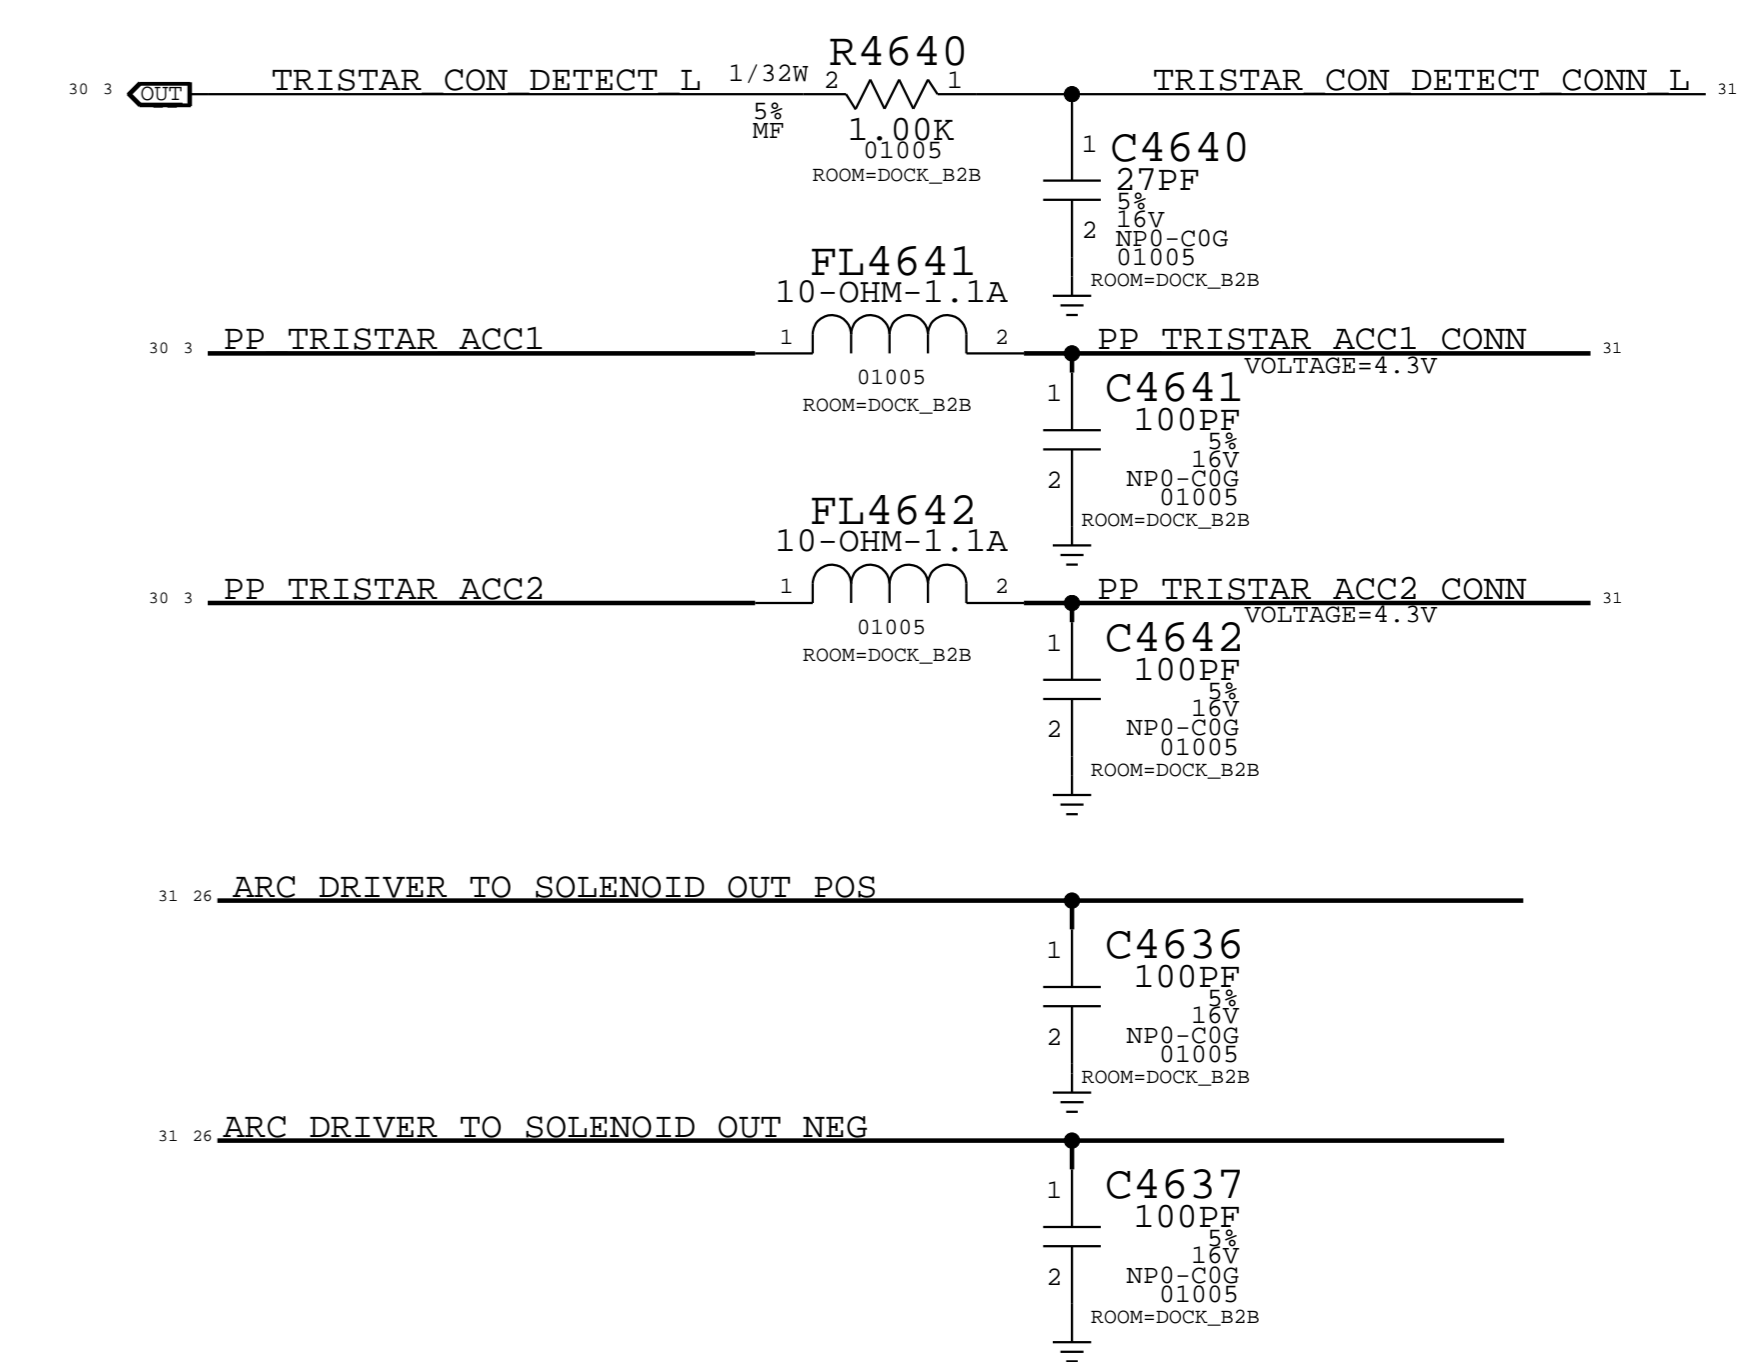 R4640
30 3 OUT TRISTAR_CON_DETECT_L 1/32W 2 1 TRISTAR_CON_DETECT_CONN_L 31
5%
MF
1.00K
01005
ROOM=DOCK_B2B
1 C4640
27PF
5%
16V
2 NP0-C0G
01005
ROOM=DOCK_B2B
FL4641
10-OHM-1.1A
30 3 PP_TRISTAR_ACC1 1 2 PP_TRISTAR_ACC1_CONN 31
VOLTAGE=4.3V
01005
ROOM=DOCK_B2B
1 C4641
100PF
5%
16V
2 NP0-C0G
01005
ROOM=DOCK_B2B
FL4642
10-OHM-1.1A
30 3 PP_TRISTAR_ACC2 1 2 PP_TRISTAR_ACC2_CONN 31
VOLTAGE=4.3V
01005
ROOM=DOCK_B2B
1 C4642
100PF
5%
16V
2 NP0-C0G
01005
ROOM=DOCK_B2B
31 26 ARC_DRIVER_TO_SOLENOID_OUT_POS
1 C4636
100PF
5%
16V
2 NP0-C0G
01005
ROOM=DOCK_B2B
31 26 ARC_DRIVER_TO_SOLENOID_OUT_NEG
1 C4637
100PF
5%
16V
2 NP0-C0G
01005
ROOM=DOCK_B2B